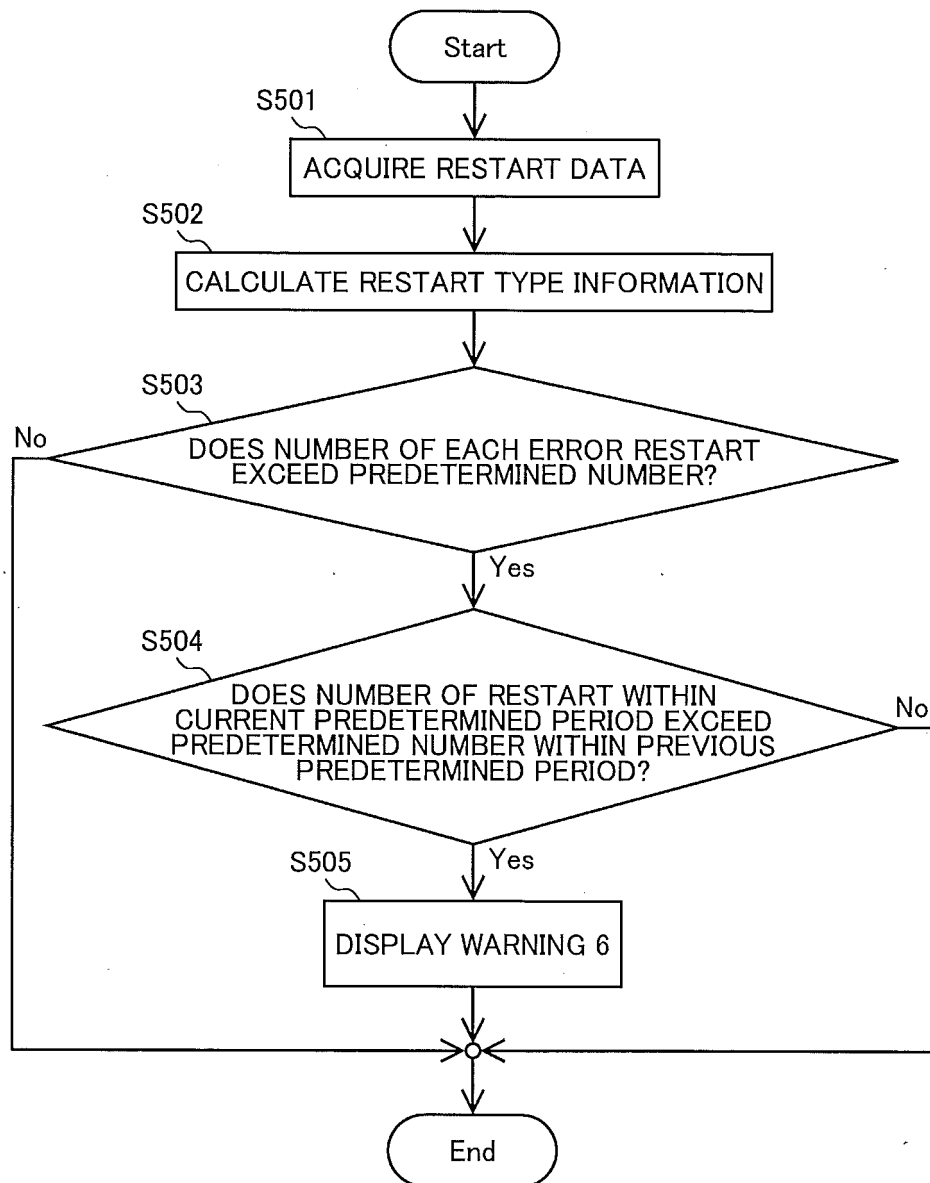 Start
S501
ACQUIRE RESTART DATA
S502
CALCULATE RESTART TYPE INFORMATION
S503
No
DOES NUMBER OF EACH ERROR RESTART
EXCEED PREDETERMINED NUMBER?
Yes
S504
DOES NUMBER OF RESTART WITHIN
CURRENT PREDETERMINED PERIOD EXCEED
PREDETERMINED NUMBER WITHIN PREVIOUS
PREDETERMINED PERIOD?
No
Yes
S505
DISPLAY WARNING 6
End